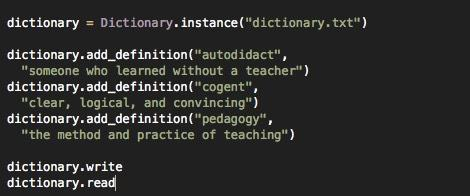 dictionary = Dictionary.instance("dictionary.txt")
dictionary.add_definition("autodidact",
"someone who learned without a teacher")
dictionary.add_definition("cogent",
"clear, logical, and convincing")
dictionary.add_definition("pedagogy",
"the method and practice of teaching")
dictionary.write
dictionary.read